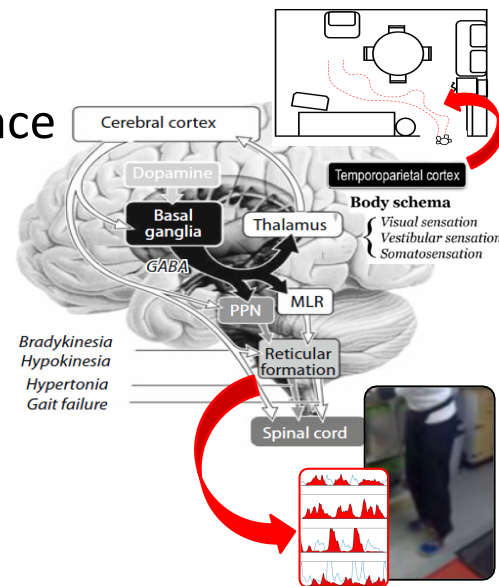 nce
Cerebral cortex
Dopamine
Temporoparietal cortex
Basal
ganglia
Thalamus
Body schema
Visual sensation
Vestibular sensation
Somatosensation
GABA
PPN
MLR
Bradykinesia
Hypokinesia
Reticular
formation
Hypertonia
Gait failure
Spinal cord